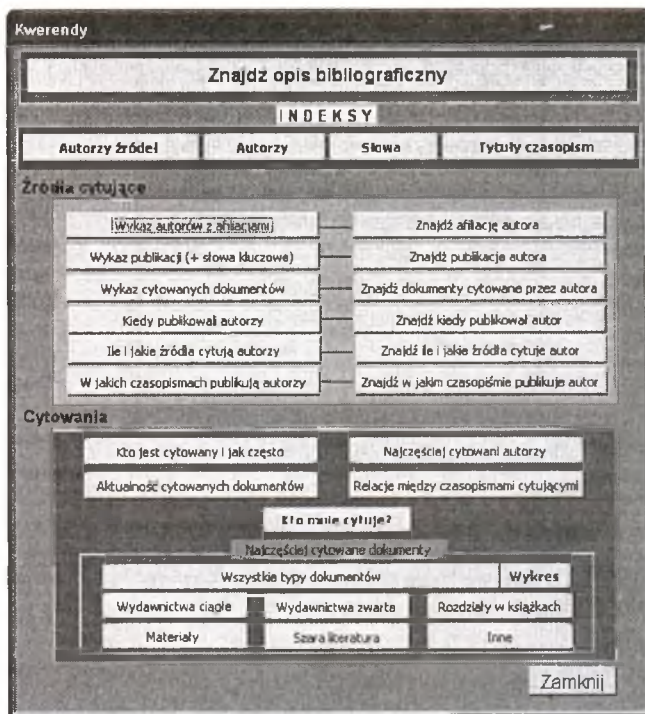 Kwerendy
Znajdź opis bibliograficzny
INDEKSY
Autorzy źródeł Autorzy Słowa Tytuły czasopism
Źródła cytujące
Wykaz autorów z afiliacjami Znajdź afiliację autora
Wykaz publikacji (+ słowa kluczowe) Znajdź publikacje autora
Wykaz cytowanych dokumentów Znajdź dokumenty cytowane przez autora
Kiedy publikowali autorzy Znajdź kiedy publikował autor
Ile i jakie źródła cytują autorzy Znajdź ile i jakie źródła cytuje autor
W jakich czasopismach publikują autorzy Znajdź w jakim czasopiśmie publikuje autor
Cytowania
Kto jest cytowany i jak często Najczęściej cytowani autorzy
Aktualność cytowanych dokumentów Relacje między czasopismami cytującymi
Kto mnie cytuje?
Najczęściej cytowane dokumenty
Wszystkie typy dokumentów Wykres
Wydawnictwa ciągłe Wydawnictwa zwarta Rozdziały w książkach
Materiały Szara literatura Inne
Zamknij